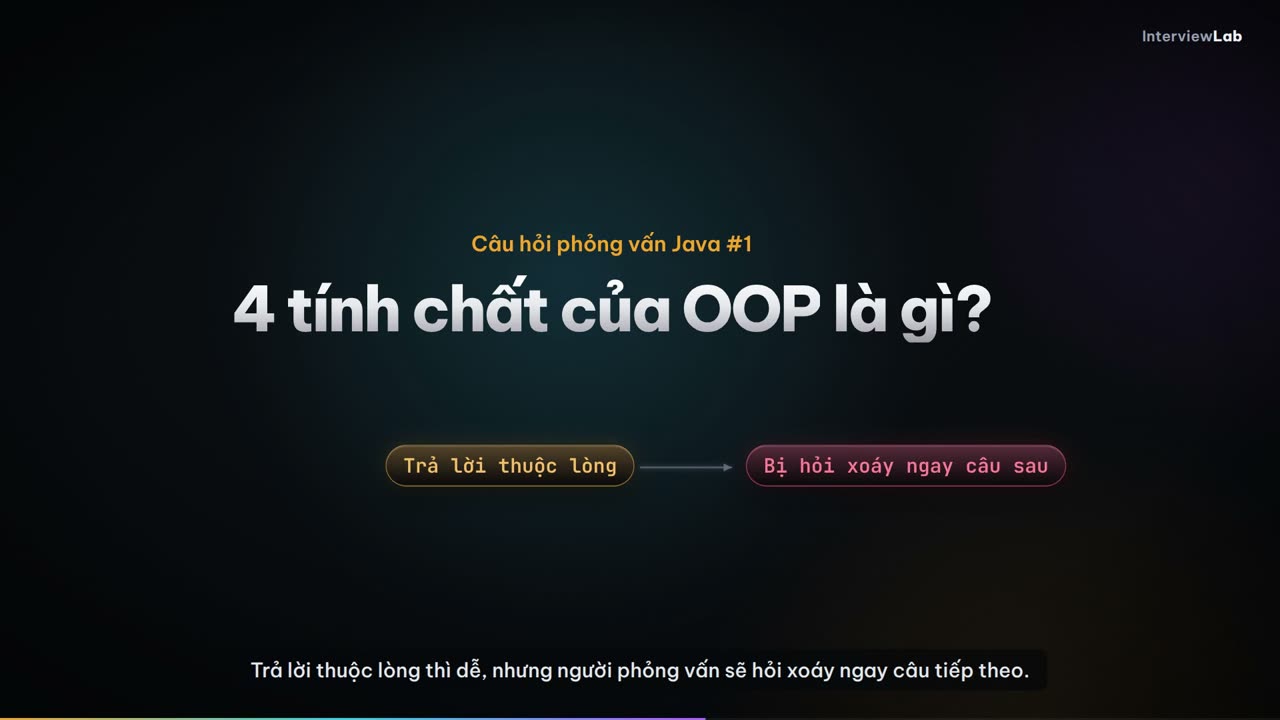 InterviewLab
Câu hỏi phỏng vấn Java #1
4 tính chất của OOP là gì?
Trả lời thuộc lòng
Bị hỏi xoáy ngay câu sau
Trả lời thuộc lòng thì dễ, nhưng người phỏng vấn sẽ hỏi xoáy ngay câu tiếp theo.